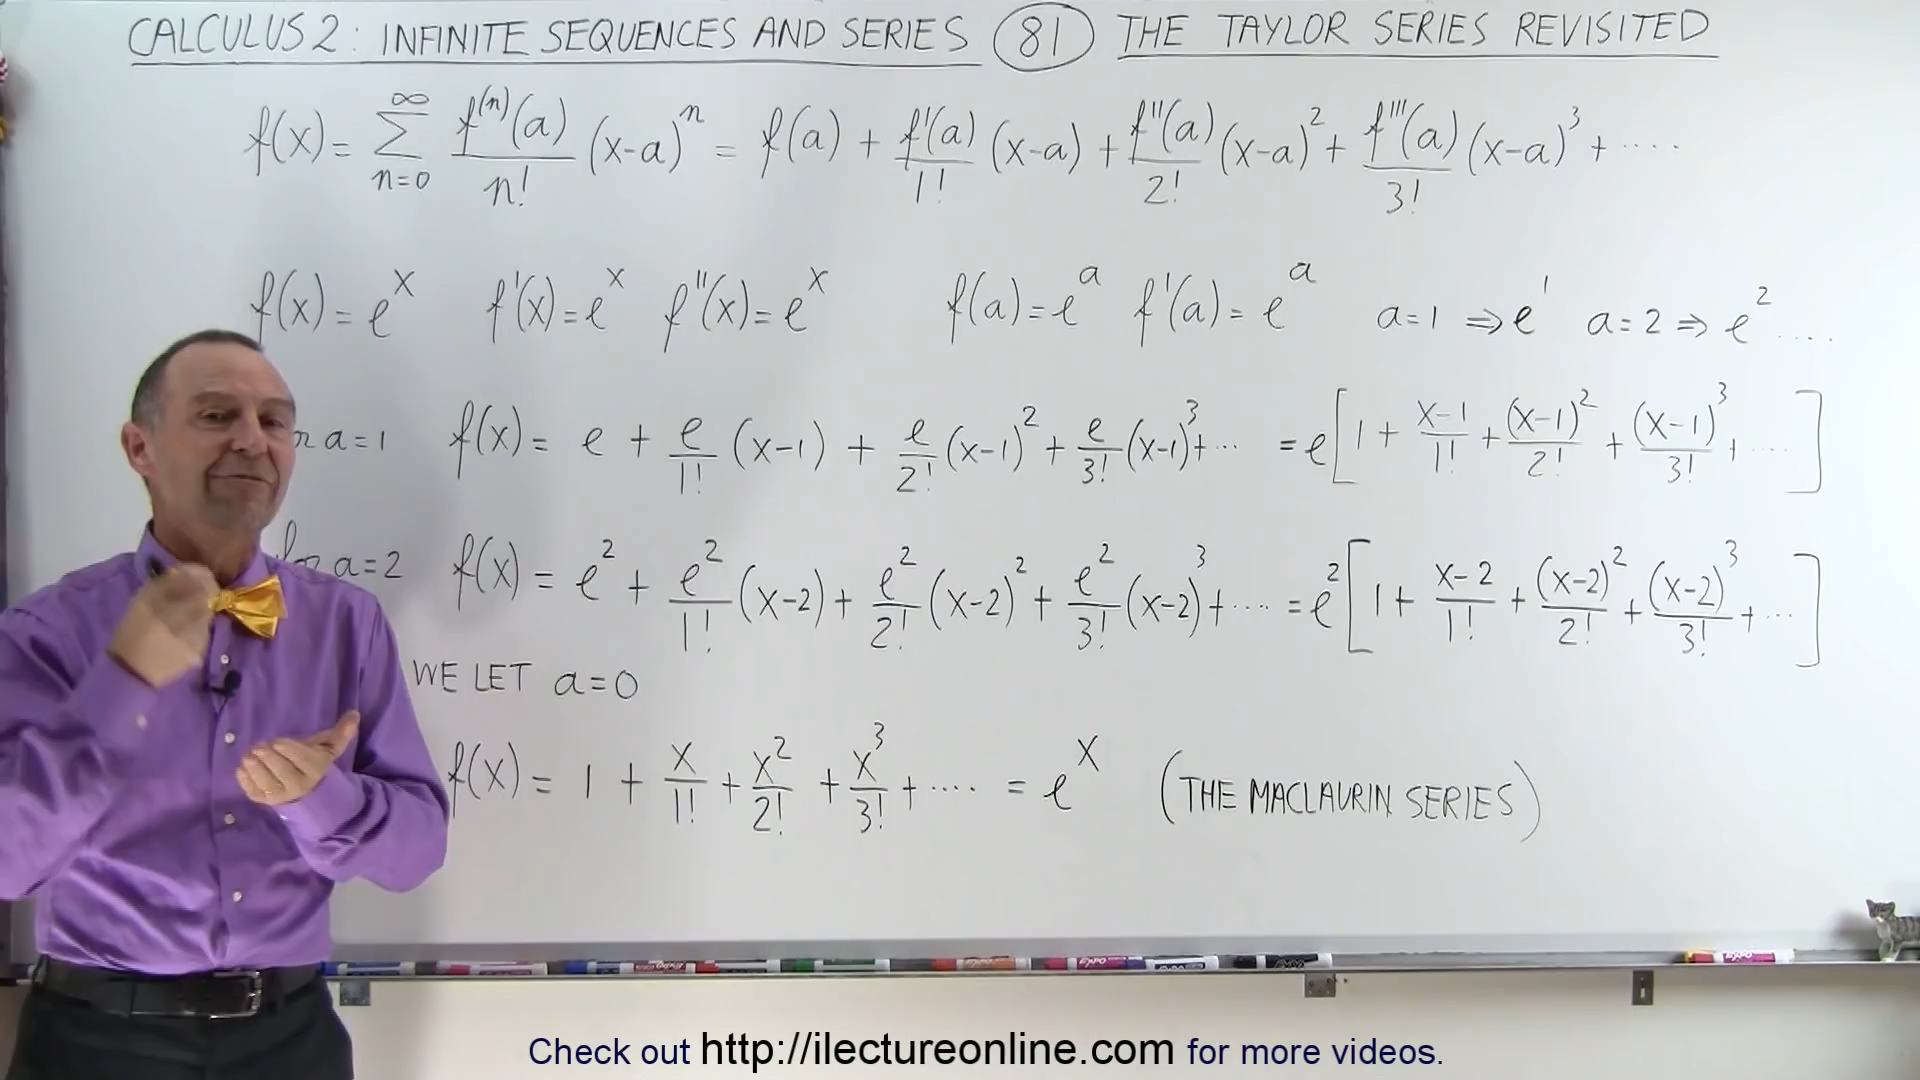 CALCULUS 2: INFINITE SEQUENCES AND SERIES 81 THE TAYLOR SERIES REVISITED
f(x) = ∑_{n=0}^{∞} f^{(n)}(a)/n! (x-a)^n = f(a) + f'(a)/1! (x-a) + f''(a)/2! (x-a)^2 + f'''(a)/3! (x-a)^3 + ....
f(x) = e^x f'(x) = e^x f''(x) = e^x f(a) = e^a f'(a) = e^a a=1 ⇒ e^1 a=2 ⇒ e^2 ....
a=1 f(x) = e + e/1! (x-1) + e/2! (x-1)^2 + e/3! (x-1)^3 + ... = e[1 + x-1/1! + (x-1)^2/2! + (x-1)^3/3! + ....]
for a=2 f(x) = e^2 + e^2/1! (x-2) + e^2/2! (x-2)^2 + e^2/3! (x-2)^3 + .... = e^2[1 + x-2/1! + (x-2)^2/2! + (x-2)^3/3! + ...]
WE LET a=0
f(x) = 1 + x/1! + x^2/2! + x^3/3! + .... = e^x (THE MACLAURIN SERIES)
Check out http://ilectureonline.com for more videos.